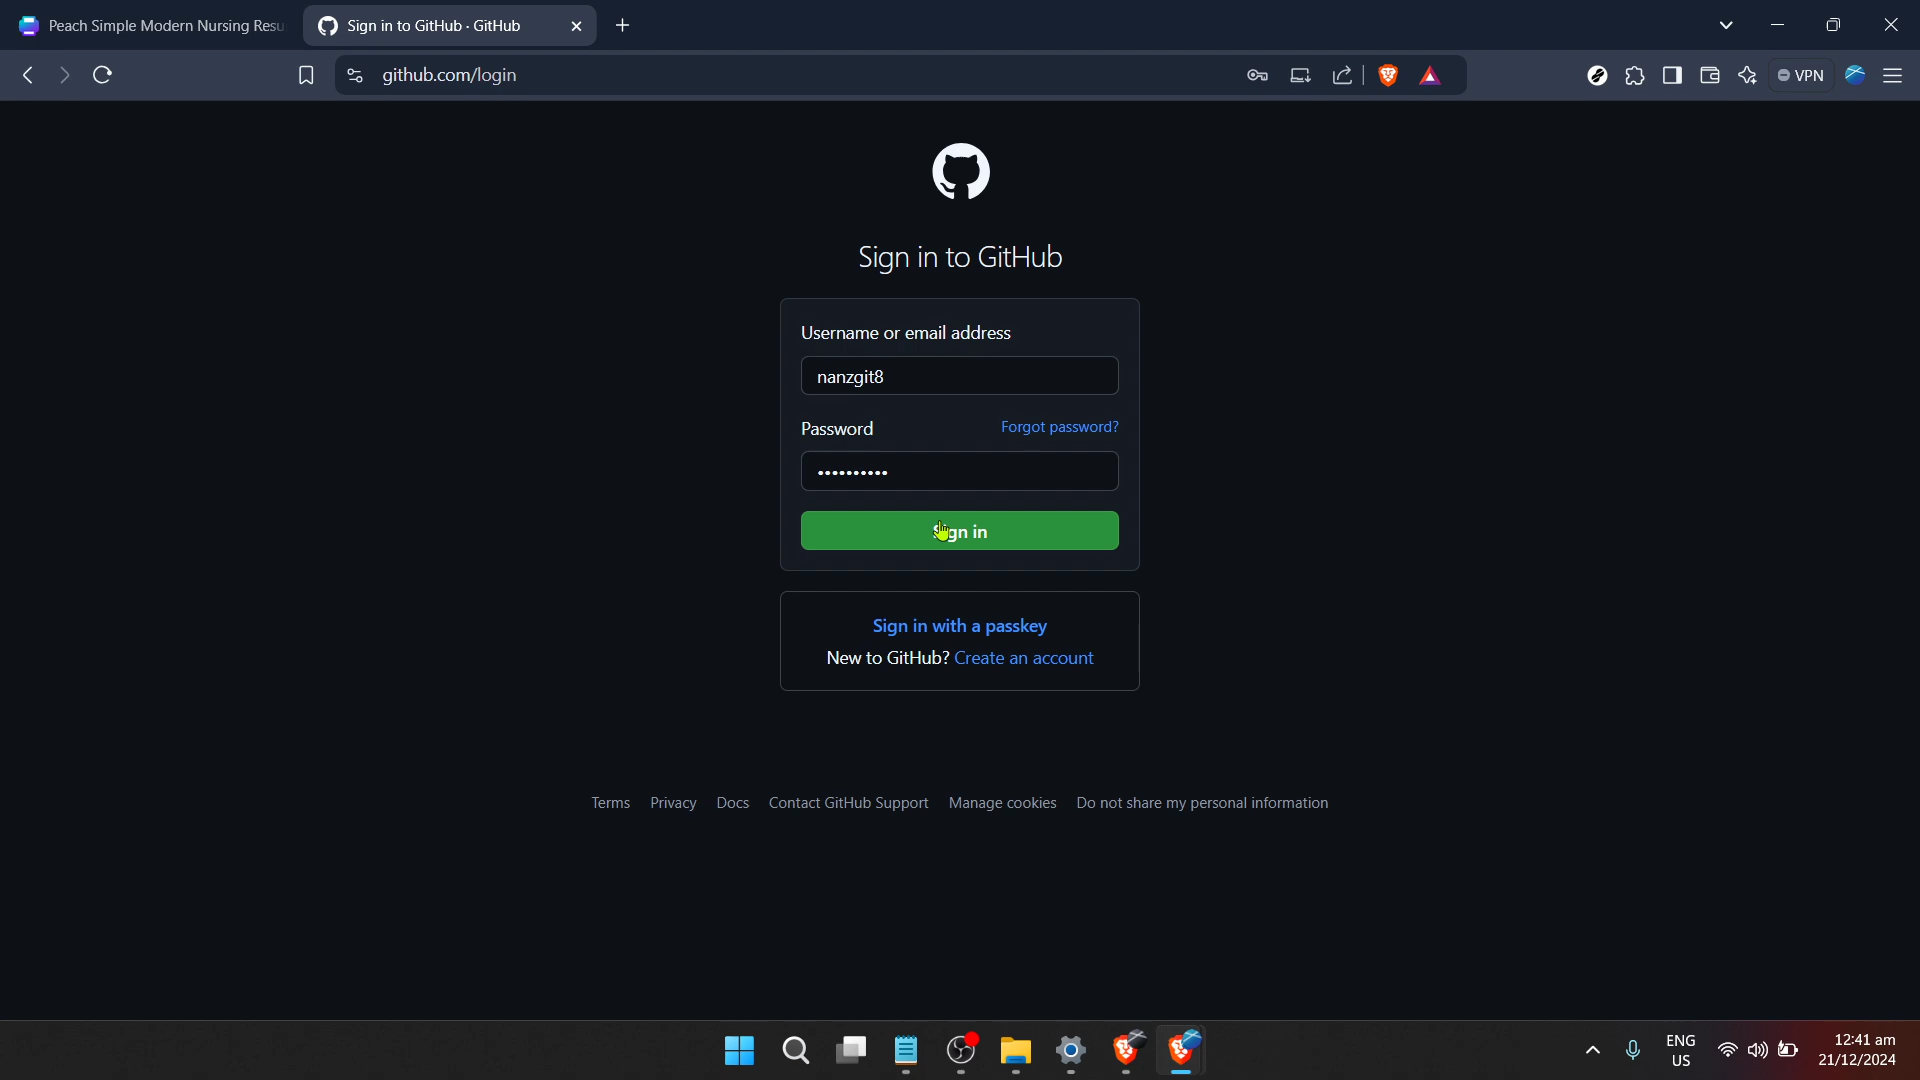 Peach Simple Modern Nursing Resu
Sign in to GitHub · GitHub
github.com/login
VPN
Sign in to GitHub
Username or email address
nanzgit8
Password Forgot password?
••••••••••
Sign in
Sign in with a passkey
New to GitHub? Create an account
Terms Privacy Docs Contact GitHub Support Manage cookies Do not share my personal information
ENG
US
12:41 am
21/12/2024